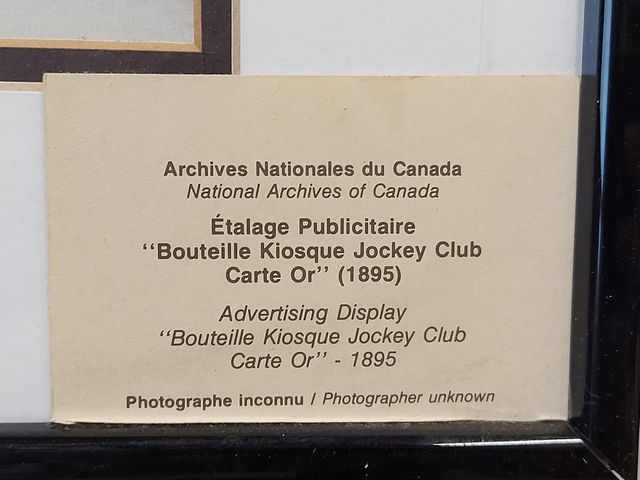 Archives Nationales du Canada
National Archives of Canada
Étalage Publicitaire
‘‘Bouteille Kiosque Jockey Club
Carte Or’’ (1895)
Advertising Display
‘‘Bouteille Kiosque Jockey Club
Carte Or’’ - 1895
Photographe inconnu / Photographer unknown